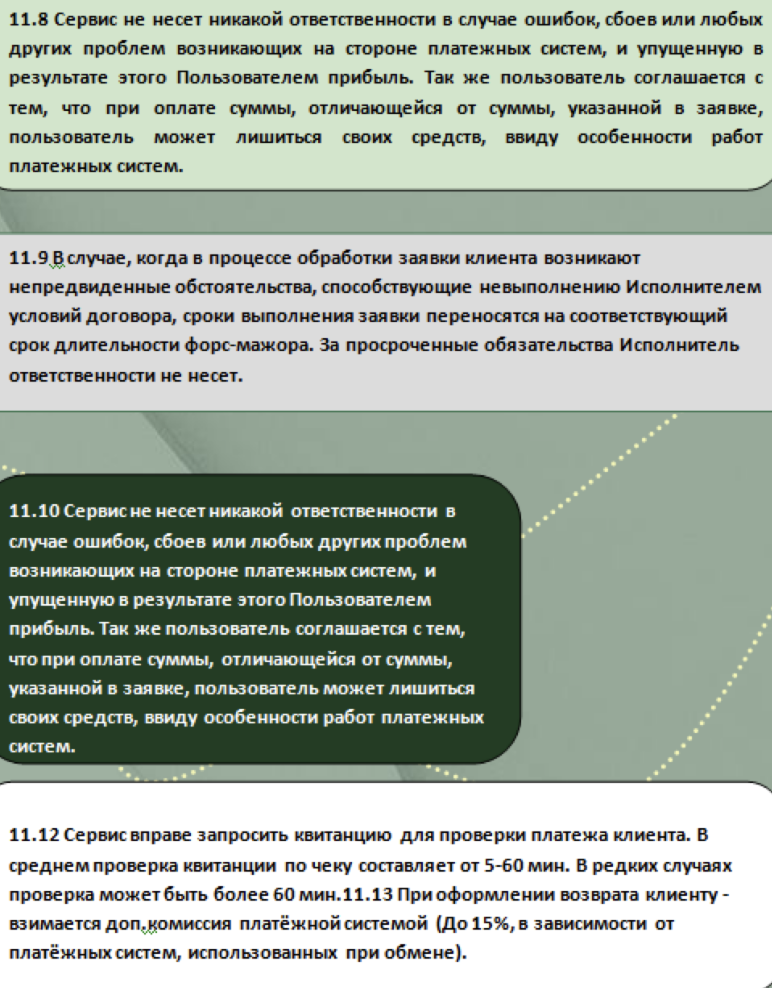 11.8 Сервис не несет никакой ответственности в случае ошибок, сбоев или любых
других проблем возникающих на стороне платежных систем, и упущенную в
результате этого Пользователем прибыль. Так же пользователь соглашается с
тем, что при оплате суммы, отличающейся от суммы, указанной в заявке,
пользователь может лишиться своих средств, ввиду особенности работ
платежных систем.
11.9 В случае, когда в процессе обработки заявки клиента возникают
непредвиденные обстоятельства, способствующие невыполнению Исполнителем
условий договора, сроки выполнения заявки переносятся на соответствующий
срок длительности форс-мажора. За просроченные обязательства Исполнитель
ответственности не несет.
11.10 Сервис не несет никакой ответственности в
случае ошибок, сбоев или любых других проблем
возникающих на стороне платежных систем, и
упущенную в результате этого Пользователем
прибыль. Так же пользователь соглашается с тем,
что при оплате суммы, отличающейся от суммы,
указанной в заявке, пользователь может лишиться
своих средств, ввиду особенности работ платежных
систем.
11.12 Сервис вправе запросить квитанцию для проверки платежа клиента. В
среднем проверка квитанции по чеку составляет от 5-60 мин. В редких случаях
проверка может быть более 60 мин.11.13 При оформлении возврата клиенту -
взимается доп.комиссия платёжной системой (До 15%, в зависимости от
платёжных систем, использованных при обмене).